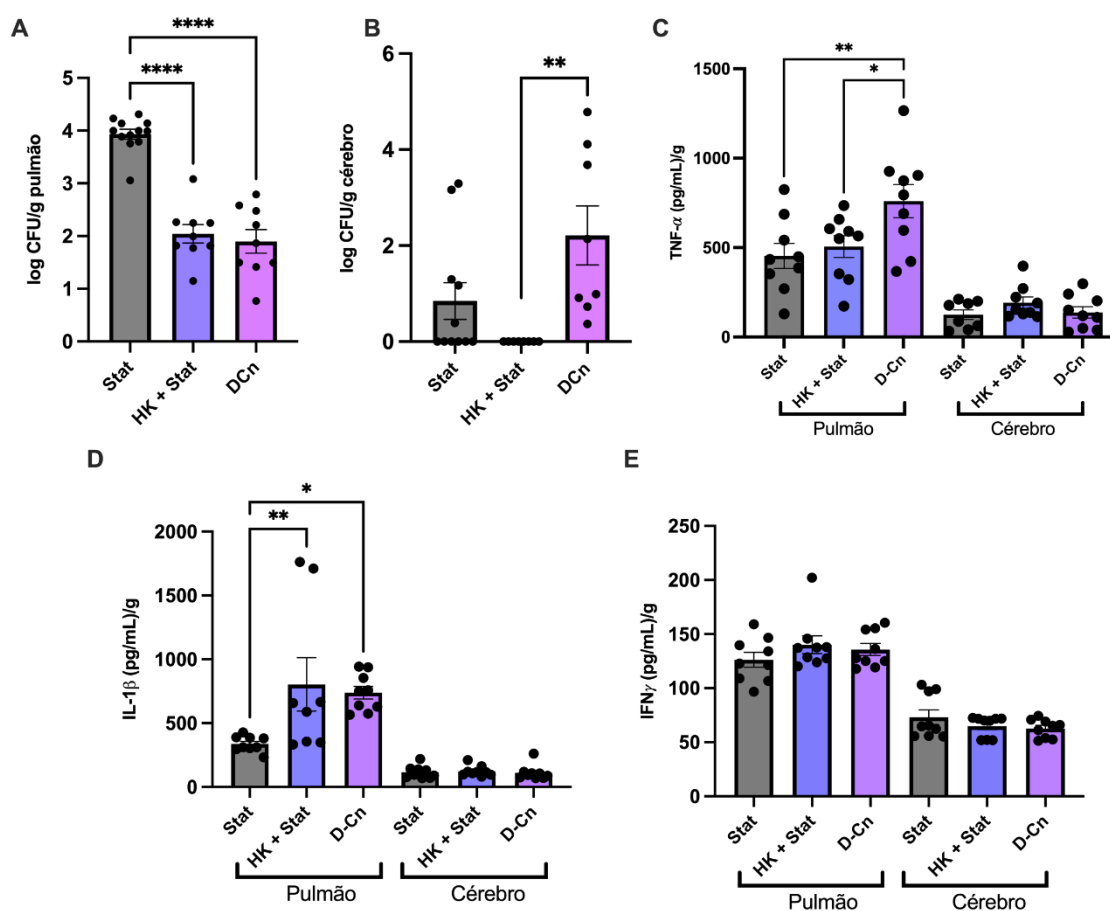 A
log CFU/g pulmão
5
4
3
2
1
0
****
****
Stat
HK + Stat
DCn
B
log CFU/g cérebro
6
4
2
0
**
Stat
HK + Stat
DCn
C
TNF-α (pg/mL)/g
1500
1000
500
0
**
*
Stat
HK + Stat
D-Cn
Stat
HK + Stat
D-Cn
Pulmão
Cérebro
D
IL-1β (pg/mL)/g
2000
1500
1000
500
0
*
**
Stat
HK + Stat
D-Cn
Stat
HK + Stat
D-Cn
Pulmão
Cérebro
E
IFNγ (pg/mL)/g
250
200
150
100
50
0
Stat
HK + Stat
D-Cn
Stat
HK + Stat
D-Cn
Pulmão
Cérebro